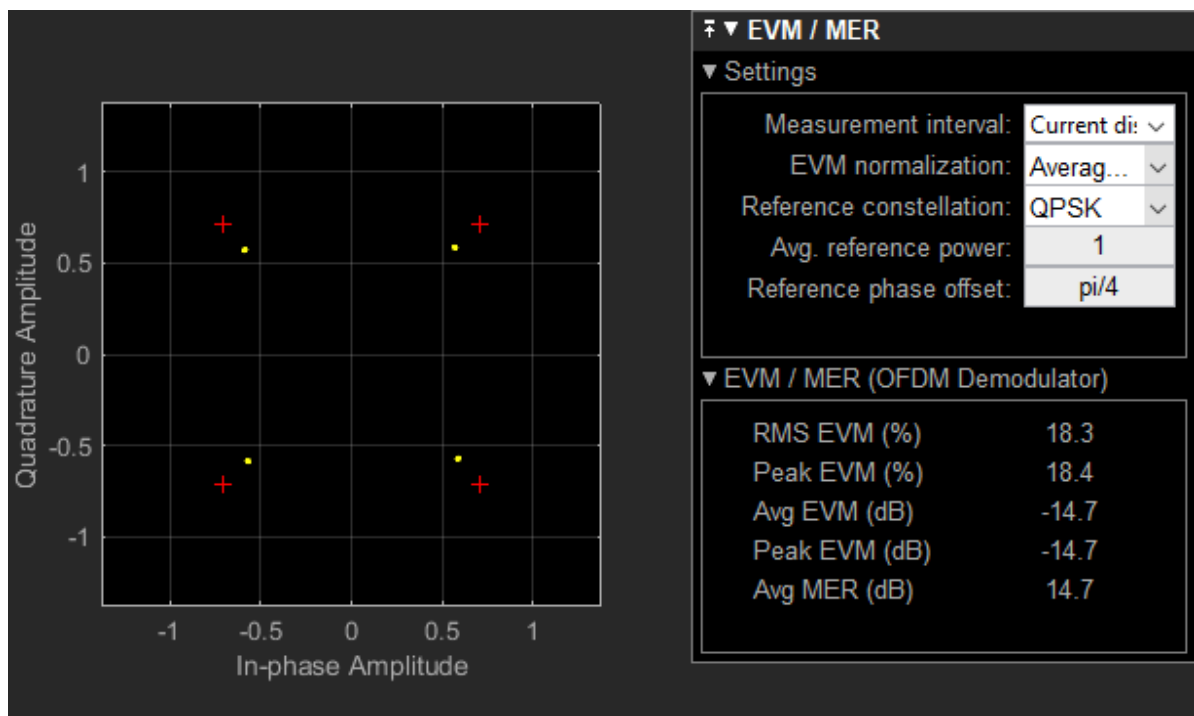 EVM / MER
Settings
Measurement interval: Current di
EVM normalization: Averag...
Reference constellation: QPSK
Avg. reference power: 1
Reference phase offset: pi/4
EVM / MER (OFDM Demodulator)
RMS EVM (%) 18.3
Peak EVM (%) 18.4
Avg EVM (dB) -14.7
Peak EVM (dB) -14.7
Avg MER (dB) 14.7
Quadrature Amplitude
1
0.5
0
-0.5
-1
-1 -0.5 0 0.5 1
In-phase Amplitude